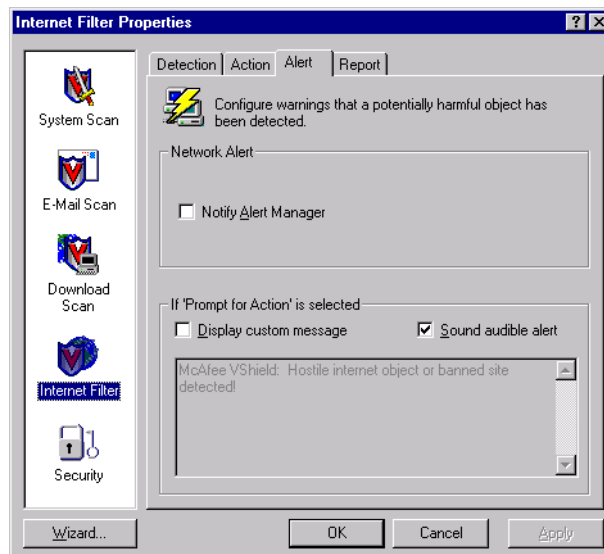 Internet Filter Properties
System Scan
E-Mail Scan
Download
Scan
Internet Filter
Security
Detection
Action
Alert
Report
Configure warnings that a potentially harmful object has
been detected.
Network Alert
Notify Alert Manager
If 'Prompt for Action' is selected
Display custom message
Sound audible alert
McAfee VShield:  Hostile internet object or banned site
detected!
Wizard...
OK
Cancel
Apply